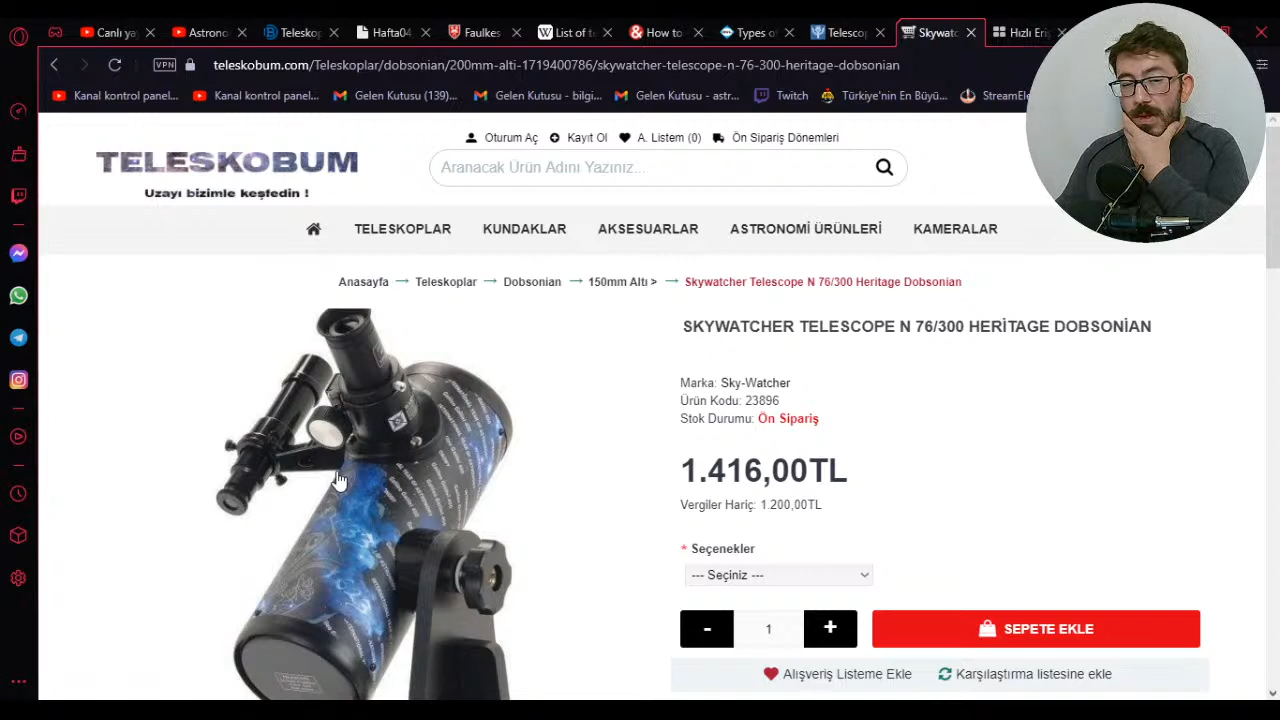 Canlı ya
Astrono
Telesko
Hafta04
Faulkes
List of te
How to
Types of
Telescop
Skywatc
Hızlı Eri
VPN
teleskobum.com/Teleskoplar/dobsonian/200mm-alti-1719400786/skywatcher-telescope-n-76-300-heritage-dobsonian
Kanal kontrol panel...
Kanal kontrol panel...
Gelen Kutusu (139)...
Gelen Kutusu - bilgi...
Gelen Kutusu - astr...
Twitch
Türkiye'nin En Büyü...
StreamEle
Oturum Aç
Kayıt Ol
A. Listem (0)
Ön Sipariş Dönemleri
TELESKOBUM
Uzayı bizimle keşfedin !
Aranacak Ürün Adını Yazınız...
TELESKOPLAR
KUNDAKLAR
AKSESUARLAR
ASTRONOMİ ÜRÜNLERİ
KAMERALAR
Anasayfa → Teleskoplar → Dobsonian → 150mm Altı > → Skywatcher Telescope N 76/300 Heritage Dobsonian
SKYWATCHER TELESCOPE N 76/300 HERİTAGE DOBSONİAN
Marka: Sky-Watcher
Ürün Kodu: 23896
Stok Durumu: Ön Sipariş
1.416,00TL
Vergiler Hariç: 1.200,00TL
* Seçenekler
--- Seçiniz ---
- 1 +
SEPETE EKLE
Alışveriş Listeme Ekle
Karşılaştırma listesine ekle